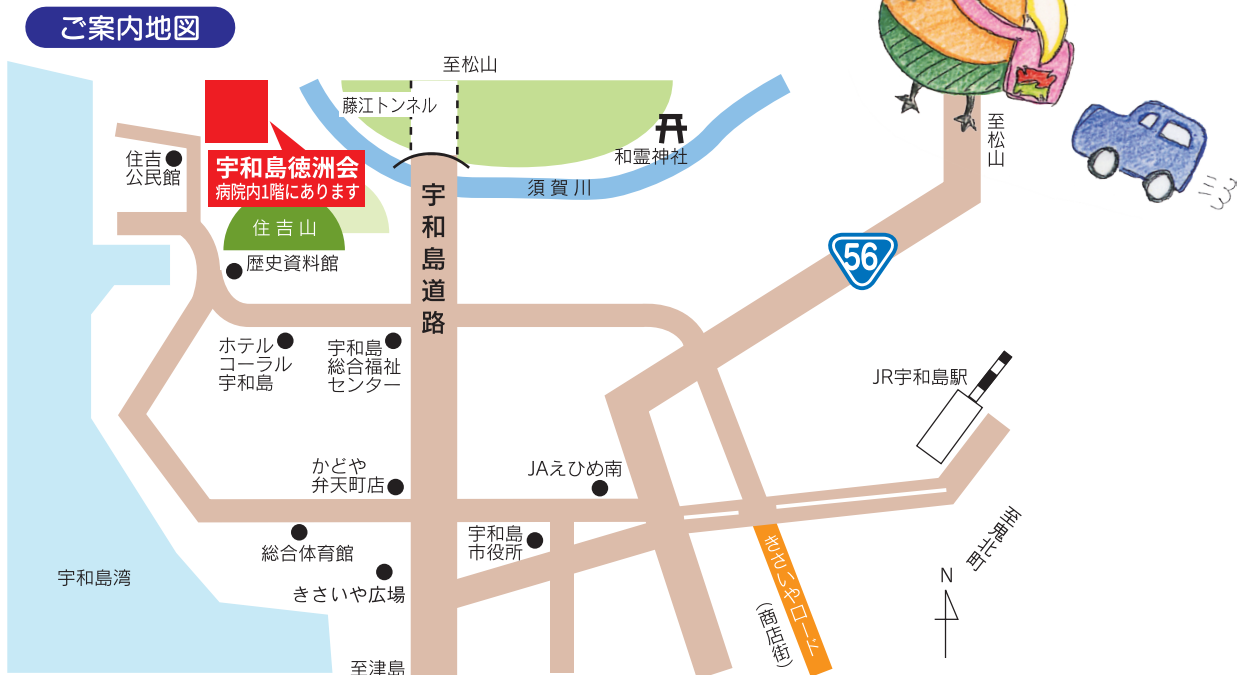 ご案内地図
至松山
藤江トンネル
和霊神社
至松山
住吉
公民館
宇和島徳洲会
病院内1階にあります
須賀川
宇和島道路
住吉山
歴史資料館
56
ホテル
コーラル
宇和島
宇和島
総合福祉
センター
JR宇和島駅
かどや
弁天町店
JAえひめ南
総合体育館
宇和島
市役所
きさいや広場
きさいやロード
(商店街)
至鬼北町
N
宇和島湾
至津島